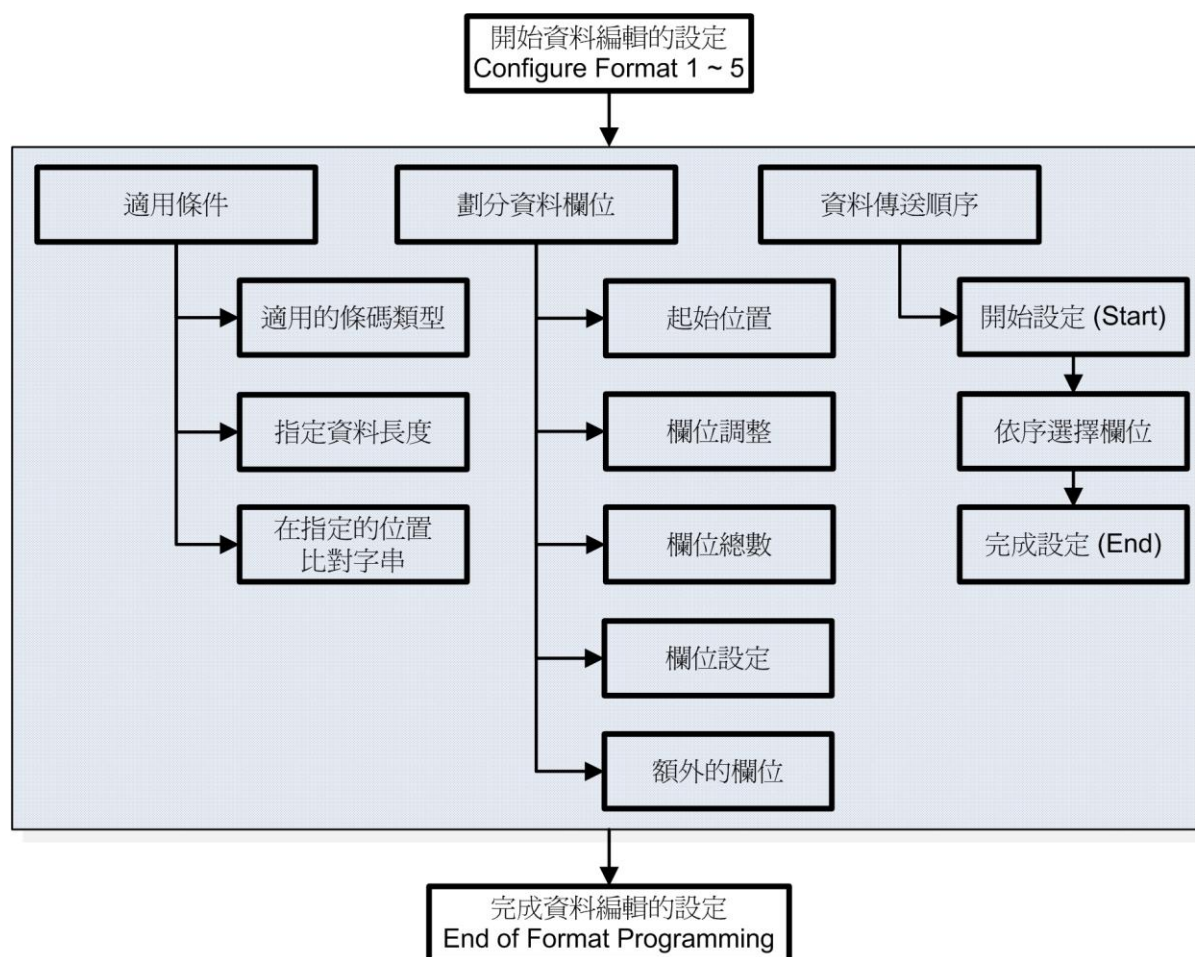 開始資料編輯的設定
Configure Format 1 ~ 5
適用條件
適用的條碼類型
指定資料長度
在指定的位置
比對字串
劃分資料欄位
起始位置
欄位調整
欄位總數
欄位設定
額外的欄位
資料傳送順序
開始設定 (Start)
依序選擇欄位
完成設定 (End)
完成資料編輯的設定
End of Format Programming